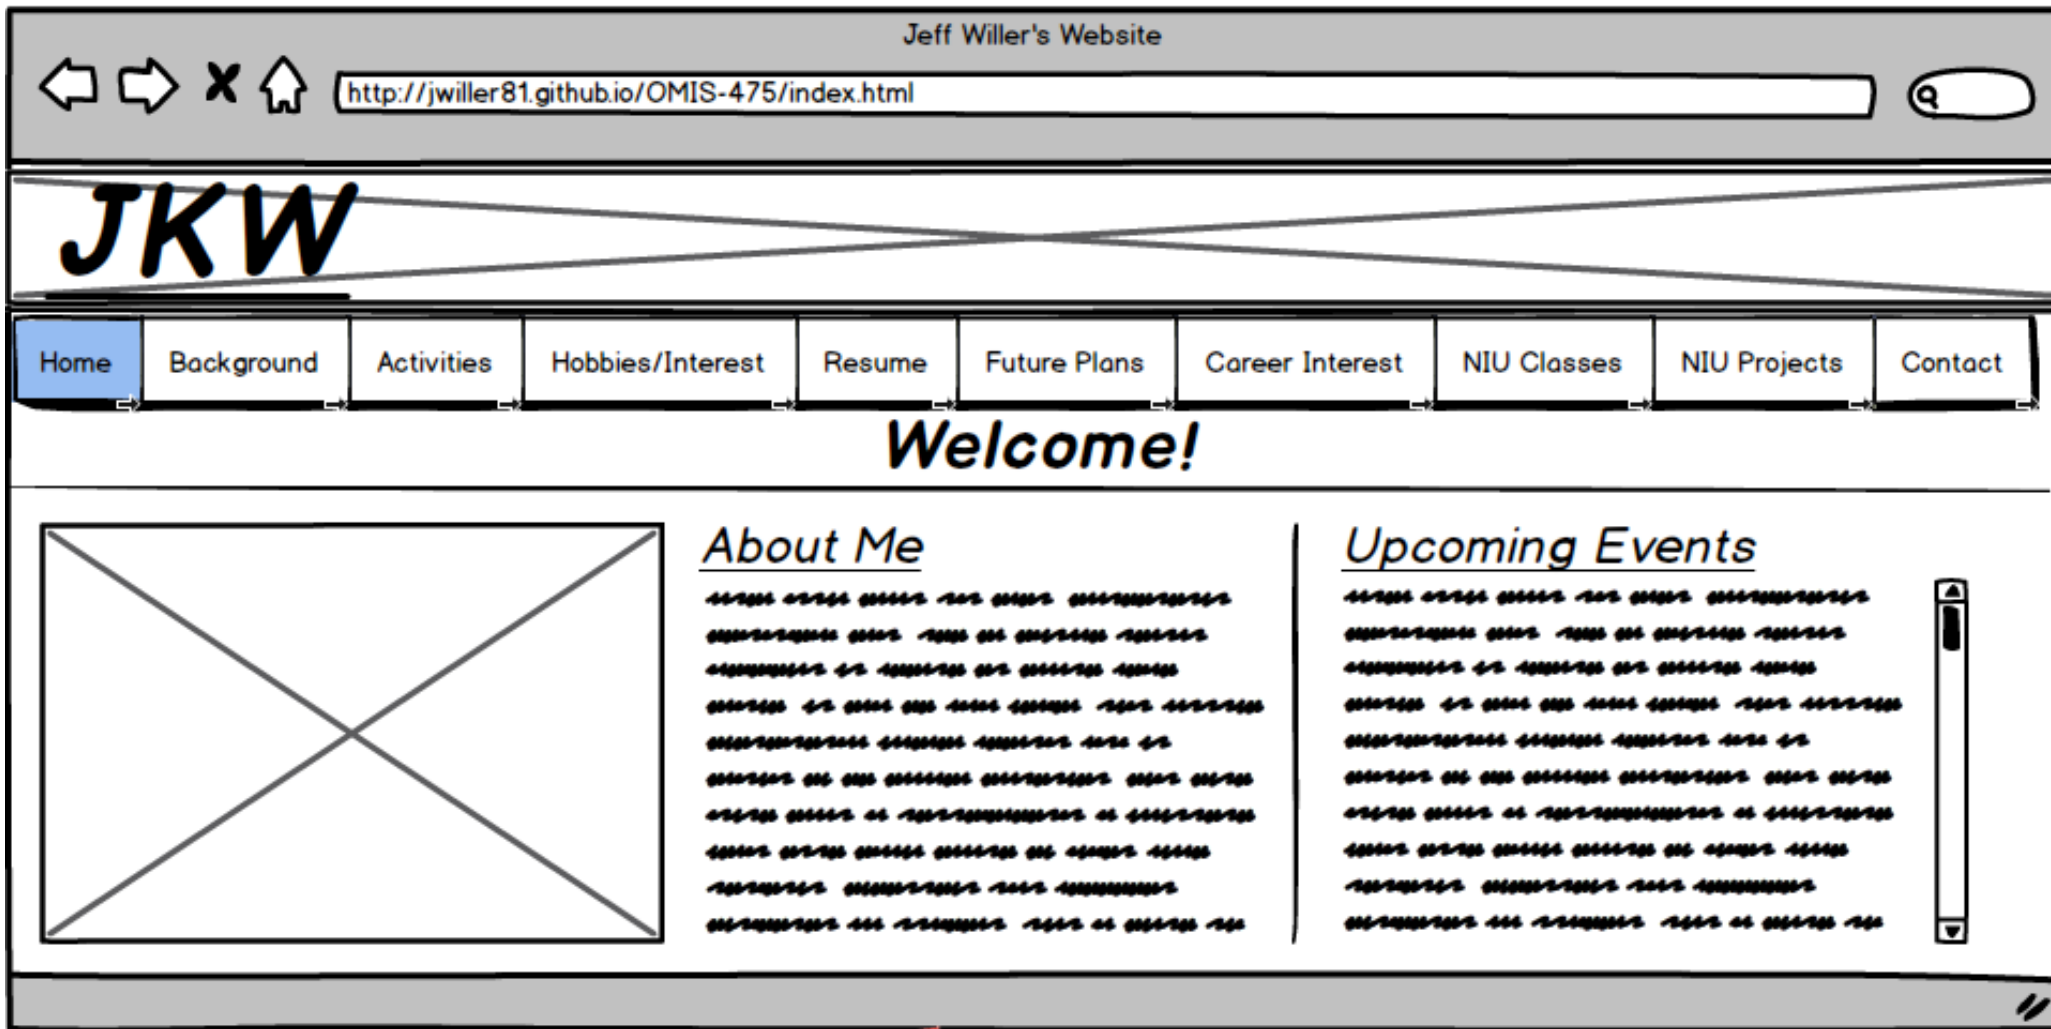 Jeff Willer's Website
http://jwiller81.github.io/OMIS-475/index.html
JKW
Home Background Activities Hobbies/Interest Resume Future Plans Career Interest NIU Classes NIU Projects Contact
Welcome!
About Me
Upcoming Events